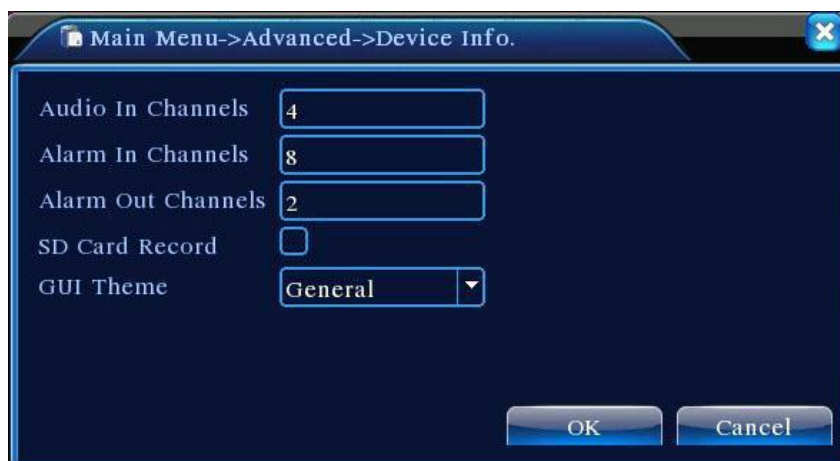 Main Menu->Advanced->Device Info.
Audio In Channels 4
Alarm In Channels 8
Alarm Out Channels 2
SD Card Record
GUI Theme General
OK Cancel